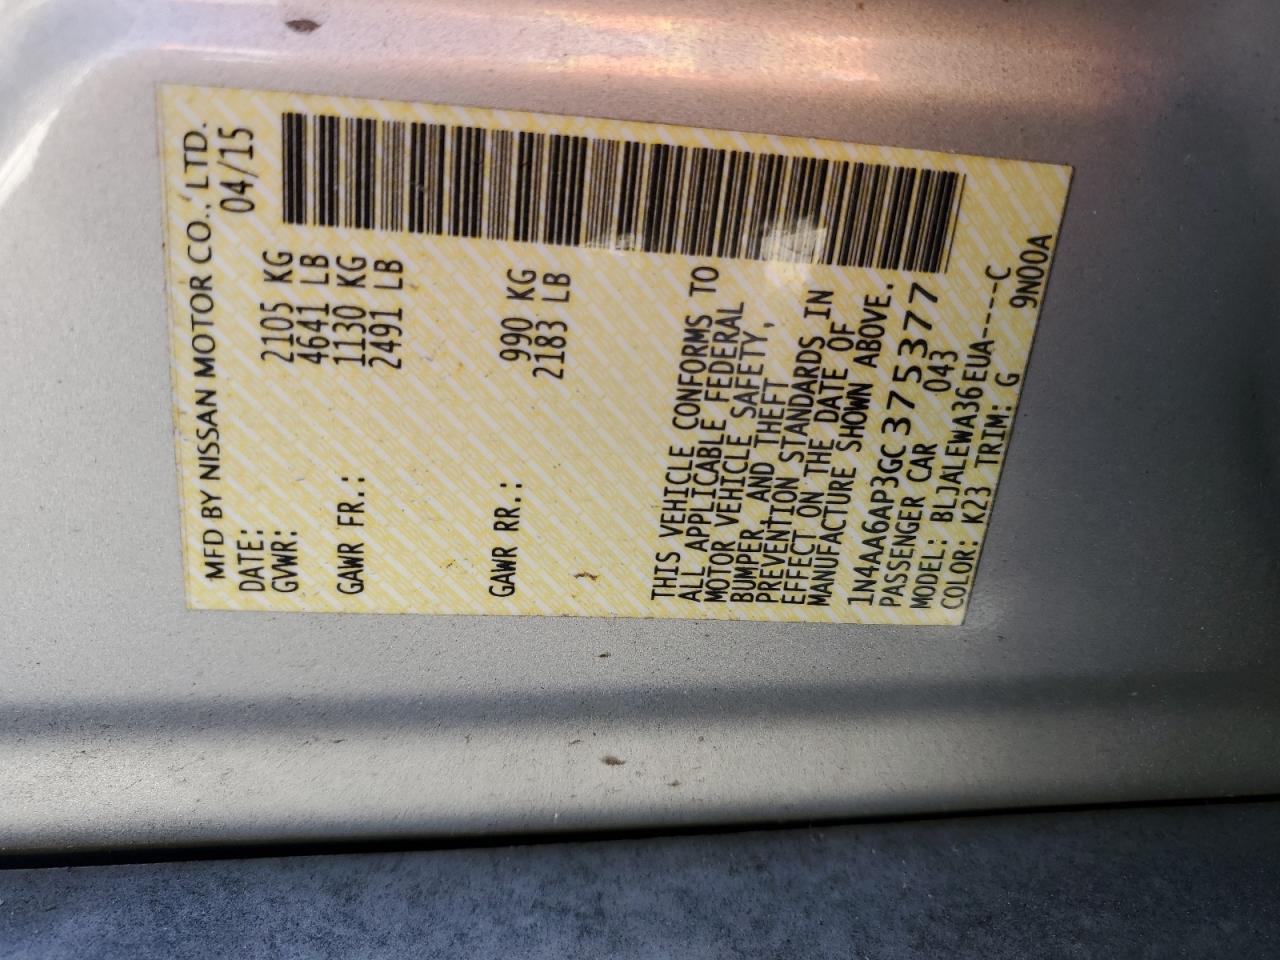 MFD BY NISSAN MOTOR CO., LTD.
DATE: 04/15
GVWR: 2105 KG
4641 LB
GAWR FR.: 1130 KG
2491 LB
GAWR RR.: 990 KG
2183 LB
THIS VEHICLE CONFORMS TO
ALL APPLICABLE FEDERAL
MOTOR VEHICLE SAFETY,
BUMPER, AND THEFT
PREVENTION STANDARDS IN
EFFECT ON THE DATE OF
MANUFACTURE SHOWN ABOVE.
1N4AA6AP3GC375377
PASSENGER CAR 043
MODEL: BLJALEWA36EUA----C
COLOR: K23 TRIM: G 9N00A